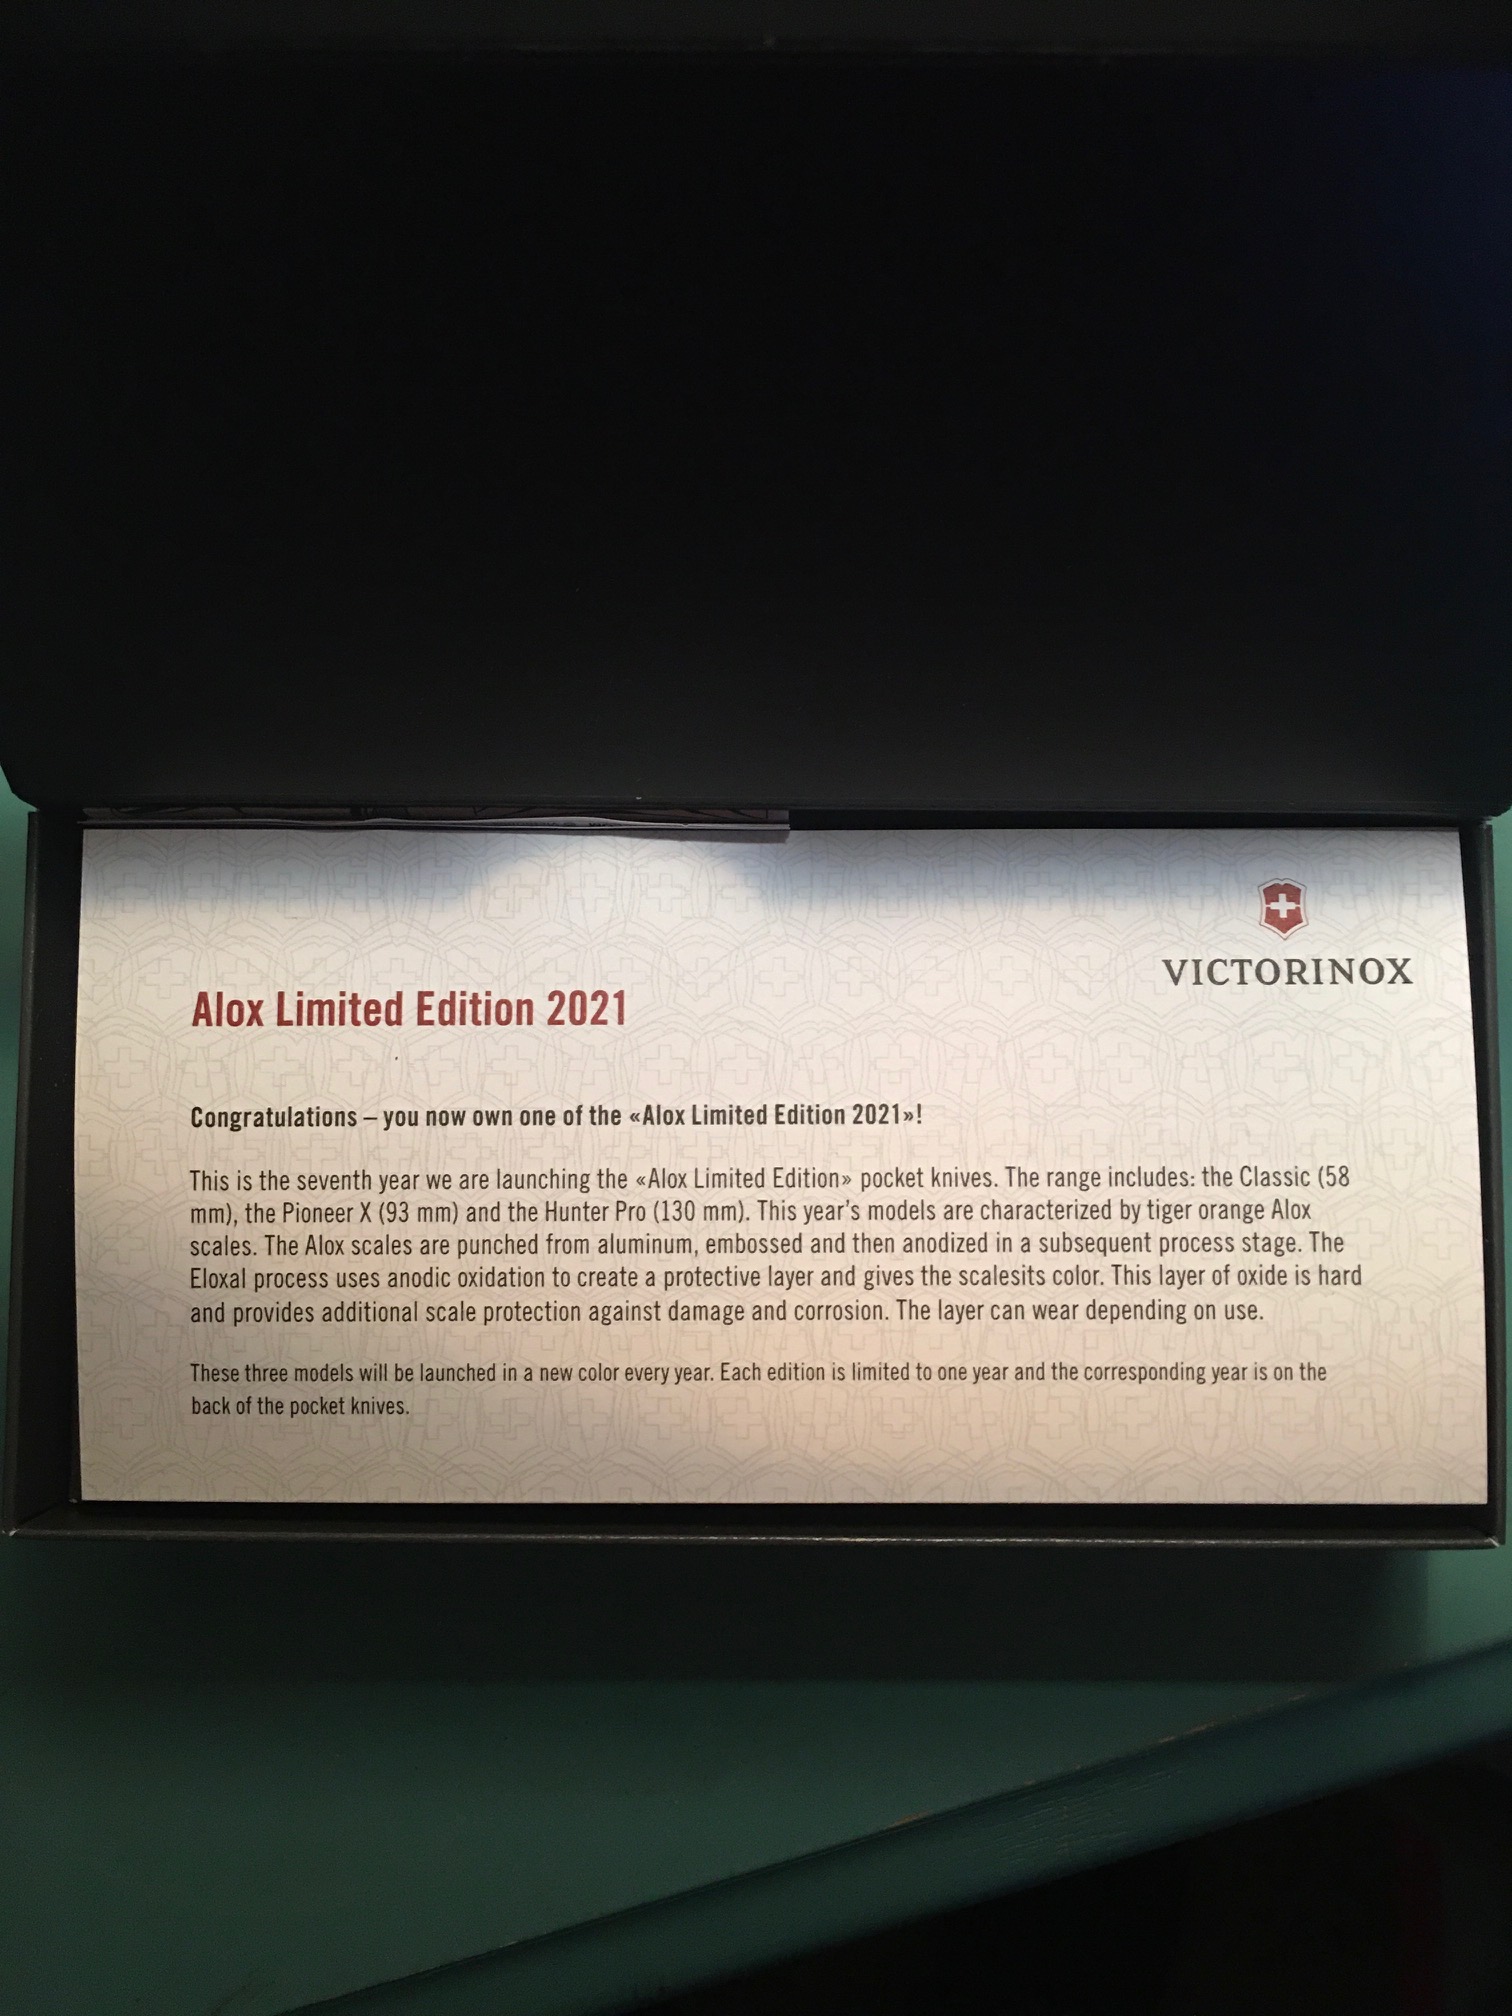 VICTORINOX
Alox Limited Edition 2021
Congratulations – you now own one of the «Alox Limited Edition 2021»!
This is the seventh year we are launching the «Alox Limited Edition» pocket knives. The range includes: the Classic (58
mm), the Pioneer X (93 mm) and the Hunter Pro (130 mm). This year's models are characterized by tiger orange Alox
scales. The Alox scales are punched from aluminum, embossed and then anodized in a subsequent process stage. The
Eloxal process uses anodic oxidation to create a protective layer and gives the scalesits color. This layer of oxide is hard
and provides additional scale protection against damage and corrosion. The layer can wear depending on use.
These three models will be launched in a new color every year. Each edition is limited to one year and the corresponding year is on the
back of the pocket knives.